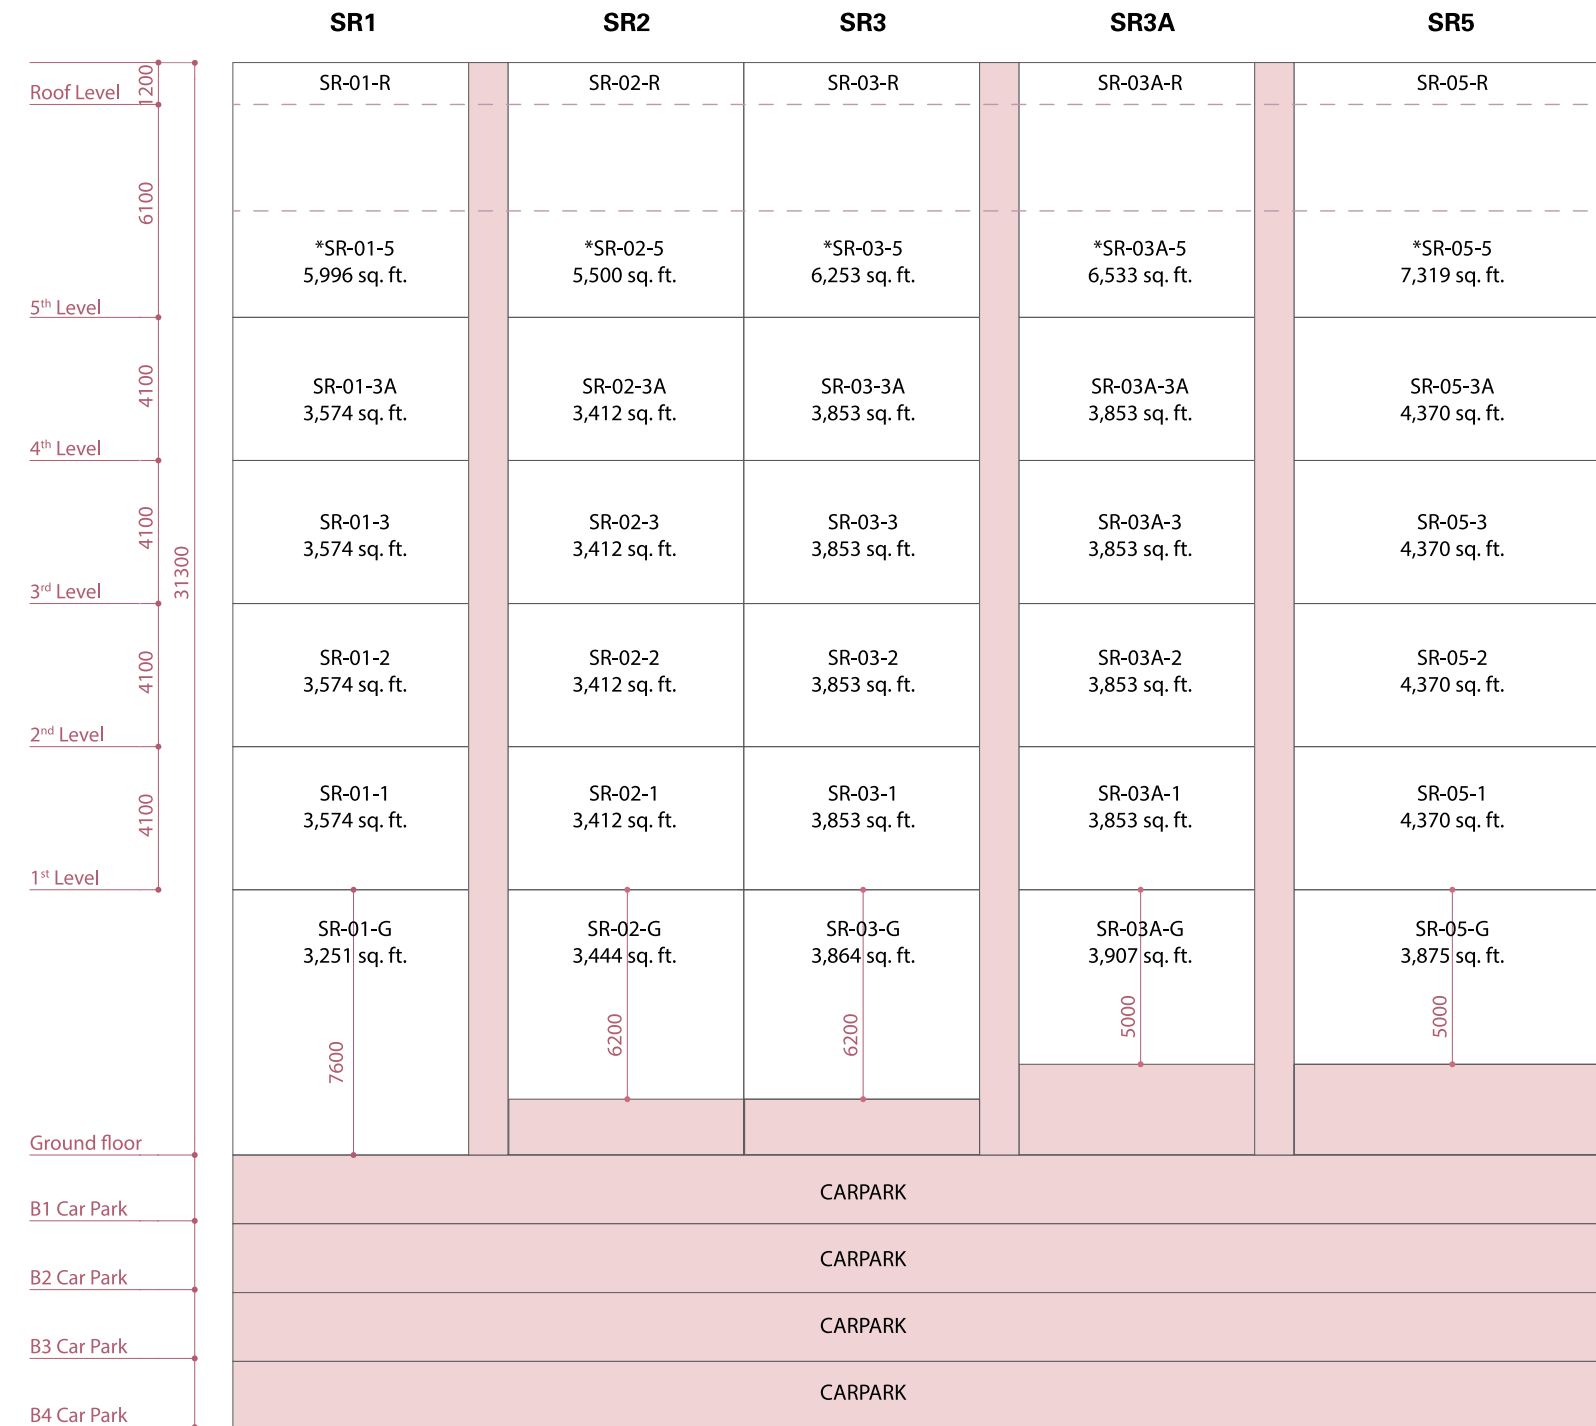 SR1 SR2 SR3 SR3A SR5
Roof Level 1200 SR-01-R SR-02-R SR-03-R SR-03A-R SR-05-R
6100
*SR-01-5 *SR-02-5 *SR-03-5 *SR-03A-5 *SR-05-5
5,996 sq. ft. 5,500 sq. ft. 6,253 sq. ft. 6,533 sq. ft. 7,319 sq. ft.
5th Level
4100 SR-01-3A SR-02-3A SR-03-3A SR-03A-3A SR-05-3A
3,574 sq. ft. 3,412 sq. ft. 3,853 sq. ft. 3,853 sq. ft. 4,370 sq. ft.
4th Level
4100 SR-01-3 SR-02-3 SR-03-3 SR-03A-3 SR-05-3
3,574 sq. ft. 3,412 sq. ft. 3,853 sq. ft. 3,853 sq. ft. 4,370 sq. ft.
31300
3rd Level
4100 SR-01-2 SR-02-2 SR-03-2 SR-03A-2 SR-05-2
3,574 sq. ft. 3,412 sq. ft. 3,853 sq. ft. 3,853 sq. ft. 4,370 sq. ft.
2nd Level
4100 SR-01-1 SR-02-1 SR-03-1 SR-03A-1 SR-05-1
3,574 sq. ft. 3,412 sq. ft. 3,853 sq. ft. 3,853 sq. ft. 4,370 sq. ft.
1st Level
SR-01-G SR-02-G SR-03-G SR-03A-G SR-05-G
3,251 sq. ft. 3,444 sq. ft. 3,864 sq. ft. 3,907 sq. ft. 3,875 sq. ft.
7600 6200 6200 5000 5000
Ground floor
B1 Car Park CARPARK
B2 Car Park CARPARK
B3 Car Park CARPARK
B4 Car Park CARPARK